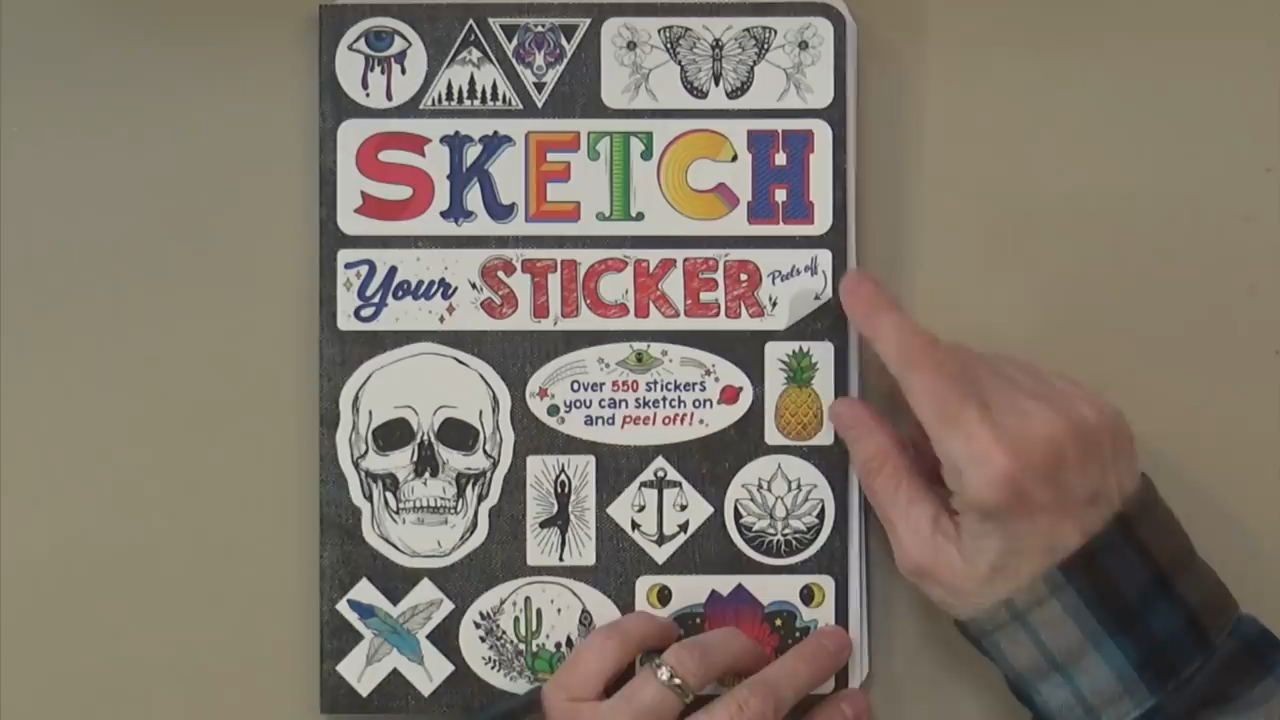 SKETCH
Your STICKER Peels off
Over 550 stickers
you can sketch on
and peel off!